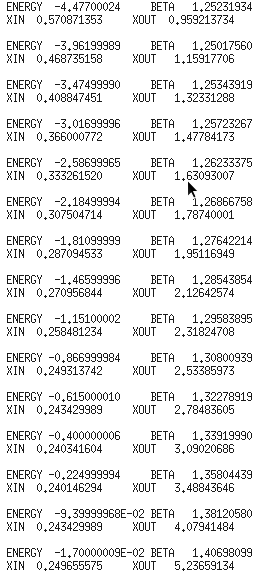 ENERGY -4.47700024 BETA 1.25231934
XIN 0.570871353 XOUT 0.959213734
ENERGY -3.96199989 BETA 1.25017560
XIN 0.468735158 XOUT 1.15917706
ENERGY -3.47499990 BETA 1.25343919
XIN 0.408847451 XOUT 1.32331288
ENERGY -3.01699996 BETA 1.25723267
XIN 0.366000772 XOUT 1.47784173
ENERGY -2.58699965 BETA 1.26233375
XIN 0.333261520 XOUT 1.63093007
ENERGY -2.18499994 BETA 1.26866758
XIN 0.307504714 XOUT 1.78740001
ENERGY -1.81099999 BETA 1.27642214
XIN 0.287094533 XOUT 1.95116949
ENERGY -1.46599996 BETA 1.28543854
XIN 0.270956844 XOUT 2.12642574
ENERGY -1.15100002 BETA 1.29583895
XIN 0.258481234 XOUT 2.31824708
ENERGY -0.866999984 BETA 1.30800939
XIN 0.249313742 XOUT 2.53385973
ENERGY -0.615000010 BETA 1.32278919
XIN 0.243429989 XOUT 2.78483605
ENERGY -0.400000006 BETA 1.33919990
XIN 0.240341604 XOUT 3.09020686
ENERGY -0.224999994 BETA 1.35804439
XIN 0.240146294 XOUT 3.48843646
ENERGY -9.39999968E-02 BETA 1.38120580
XIN 0.243429989 XOUT 4.07941484
ENERGY -1.70000009E-02 BETA 1.40698099
XIN 0.249655575 XOUT 5.23659134